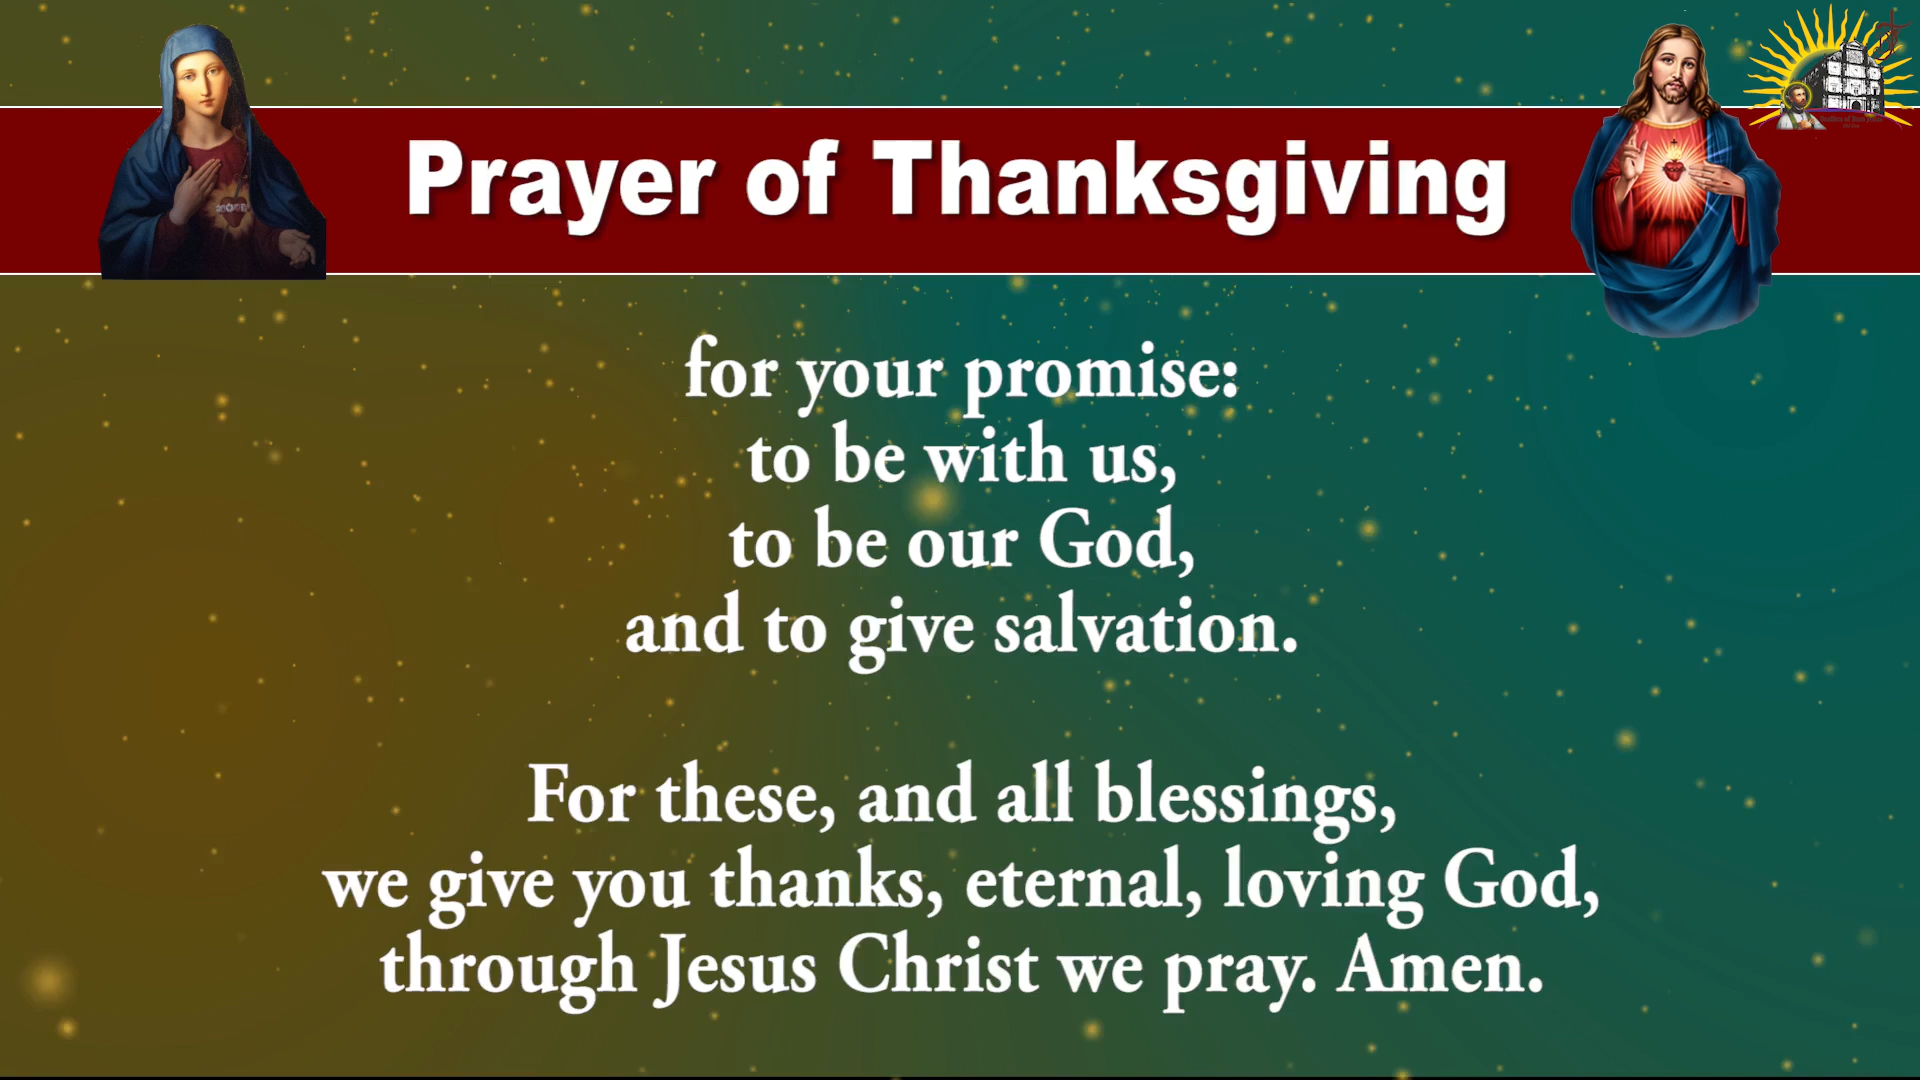 Prayer of Thanksgiving
for your promise:
to be with us,
to be our God,
and to give salvation.
For these, and all blessings,
we give you thanks, eternal, loving God,
through Jesus Christ we pray. Amen.